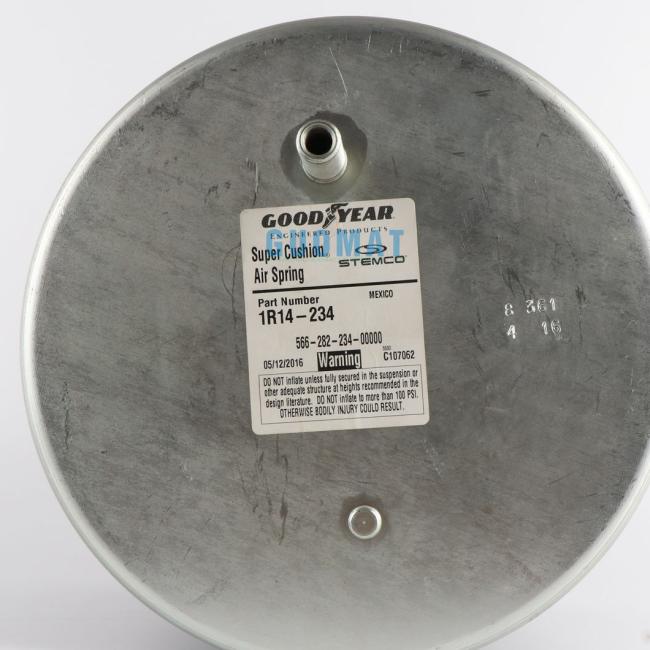 GOODYEAR
ENGINEERED PRODUCTS
GUOMAT
Super Cushion
STEMCO
Air Spring
Part Number
MEXICO
1R14-234
566-282-234-00000
05/12/2016 Warning C107062
DO NOT inflate unless fully secured in the suspension or
other adequate structure at heights recommended in the
design literature. DO NOT inflate to more than 100 PSI.
OTHERWISE BODILY INJURY COULD RESULT.
8 361
4 16